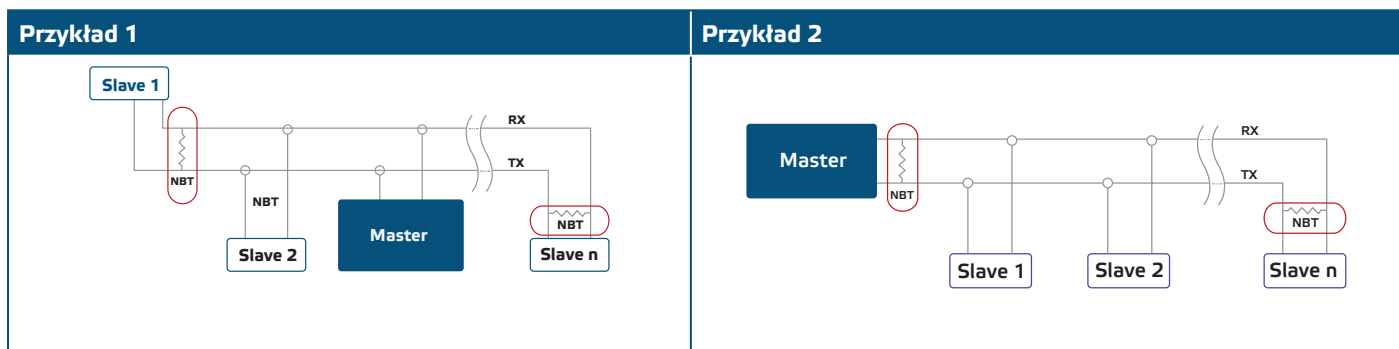 Przykład 1
Slave 1
RX
TX
NBT
NBT
NBT
Master
Slave 2
Slave n
Przykład 2
RX
Master
TX
NBT
NBT
Slave 1
Slave 2
Slave n